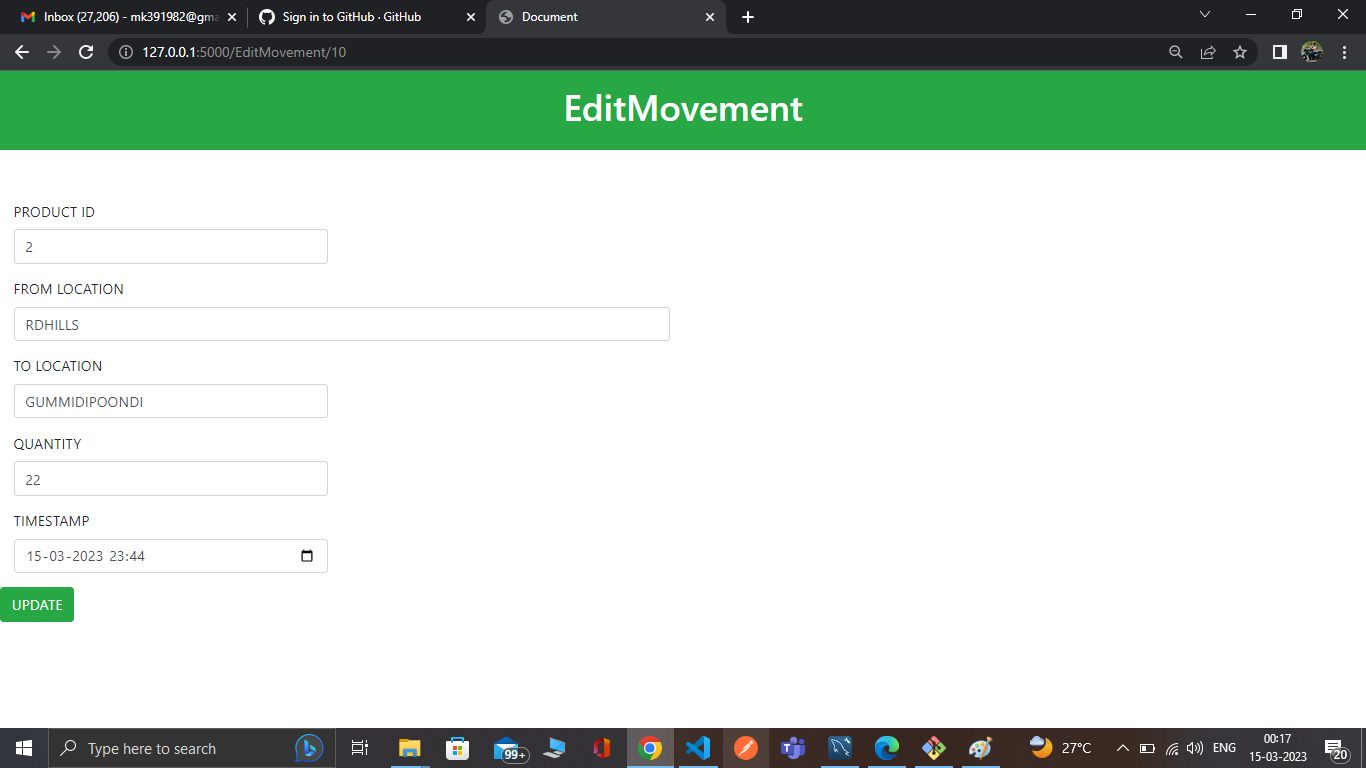 Inbox (27,206) - mk391982@gma
Sign in to GitHub · GitHub
Document
127.0.0.1:5000/EditMovement/10
EditMovement
PRODUCT ID
2
FROM LOCATION
RDHILLS
TO LOCATION
GUMMIDIPOONDI
QUANTITY
22
TIMESTAMP
15-03-2023 23:44
UPDATE
Type here to search
99+
27°C
ENG
00:17
15-03-2023
20